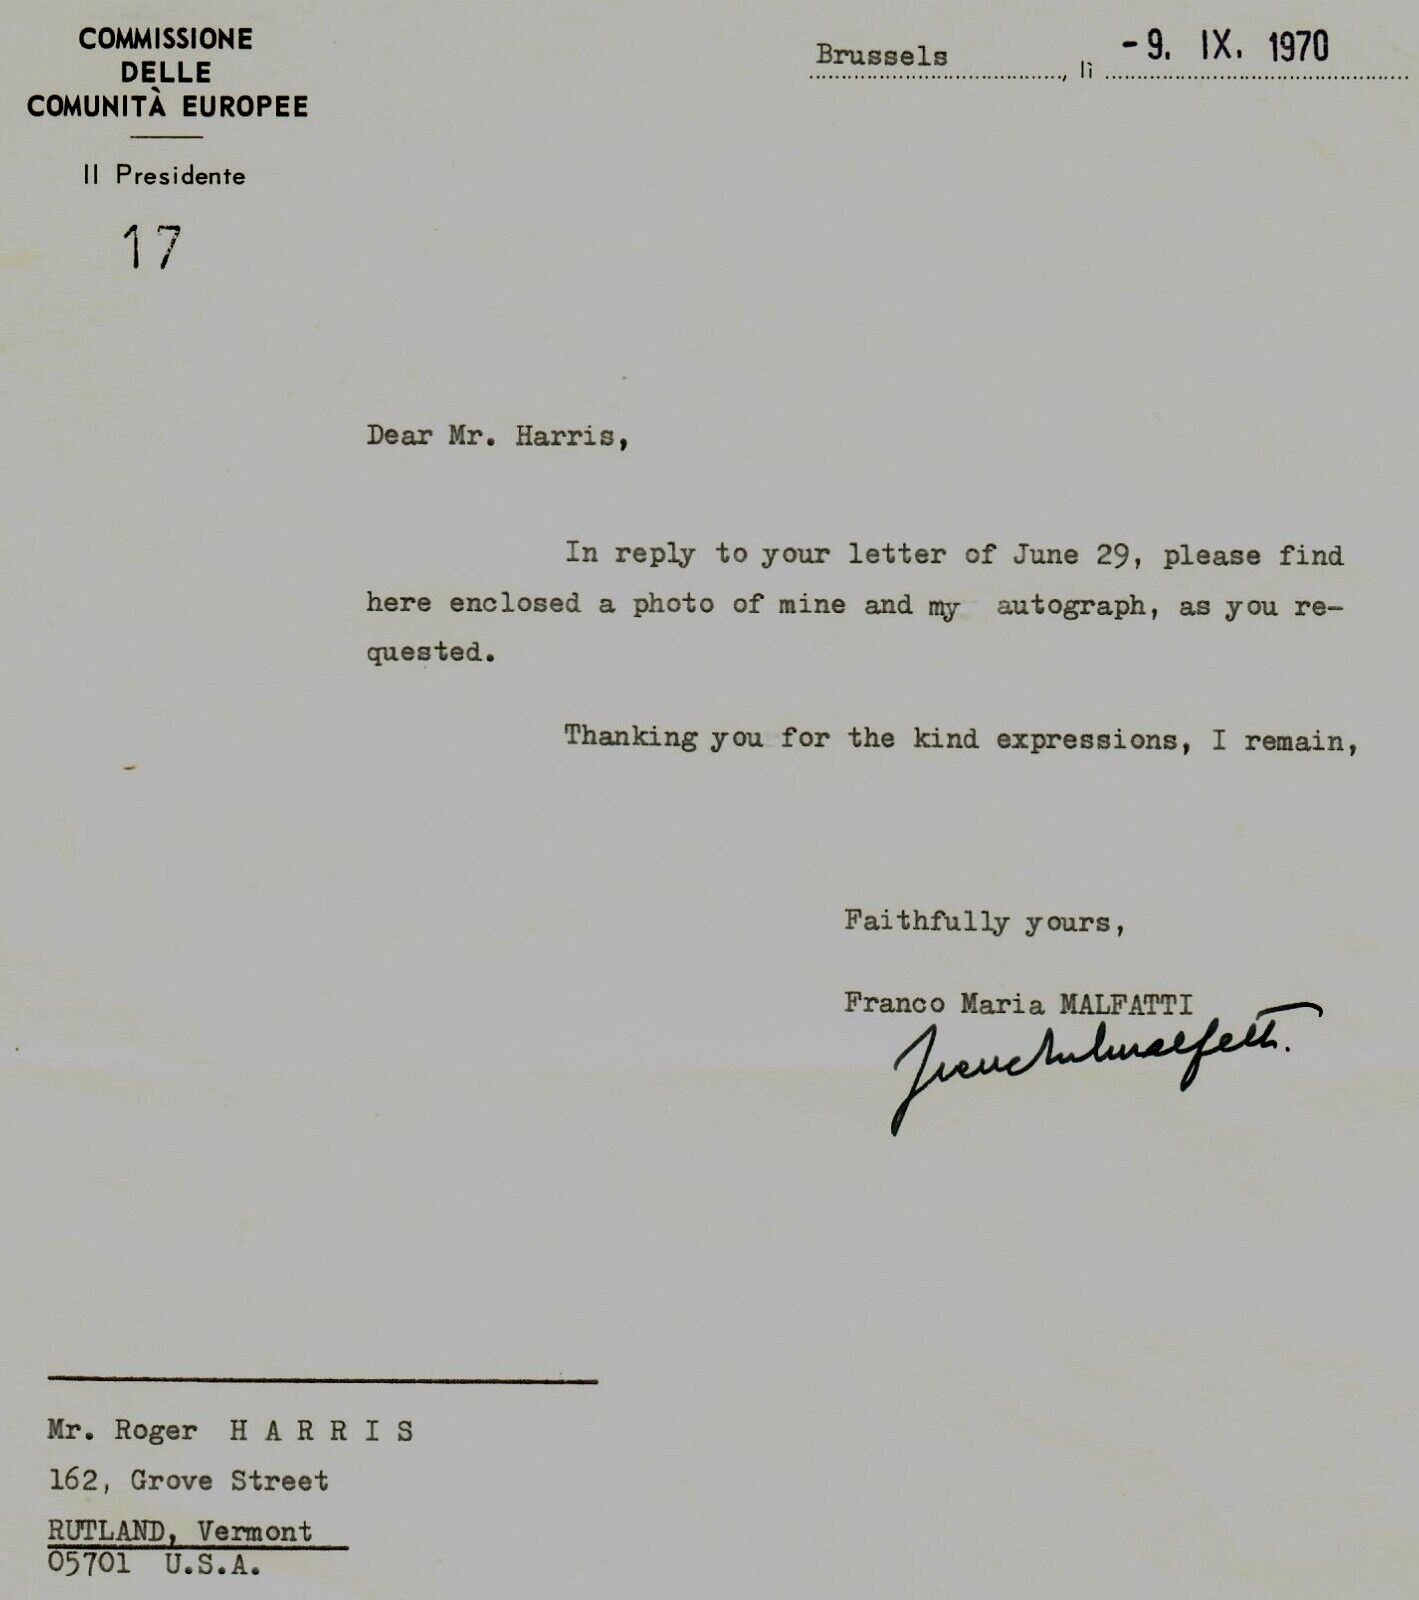 COMMISSIONE
DELLE
COMUNITÀ EUROPEE
Il Presidente
17
Brussels, lì -9. IX. 1970
Dear Mr. Harris,
In reply to your letter of June 29, please find
here enclosed a photo of mine and my autograph, as you re-
quested.
Thanking you for the kind expressions, I remain,
Faithfully yours,
Franco Maria MALFATTI
Mr. Roger H A R R I S
162, Grove Street
RUTLAND, Vermont
05701 U.S.A.